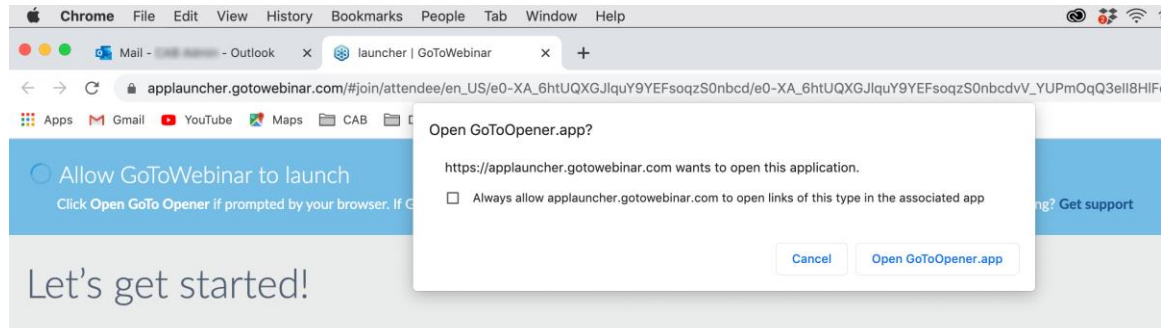 Chrome File Edit View History Bookmarks People Tab Window Help
Mail - - Outlook x launcher | GoToWebinar x +
applauncher.gotowebinar.com/#join/attendee/en_US/e0-XA_6htUQXGJlquY9YEFsoqzS0nbcd/e0-XA_6htUQXGJlquY9YEFsoqzS0nbcdvV_YUPmOqQ3eII8HIF
Apps Gmail YouTube Maps CAB
Open GoToOpener.app?
https://applauncher.gotowebinar.com wants to open this application.
Always allow applauncher.gotowebinar.com to open links of this type in the associated app
Cancel Open GoToOpener.app
Allow GoToWebinar to launch
Click Open GoTo Opener if prompted by your browser. If G
ng? Get support
Let's get started!